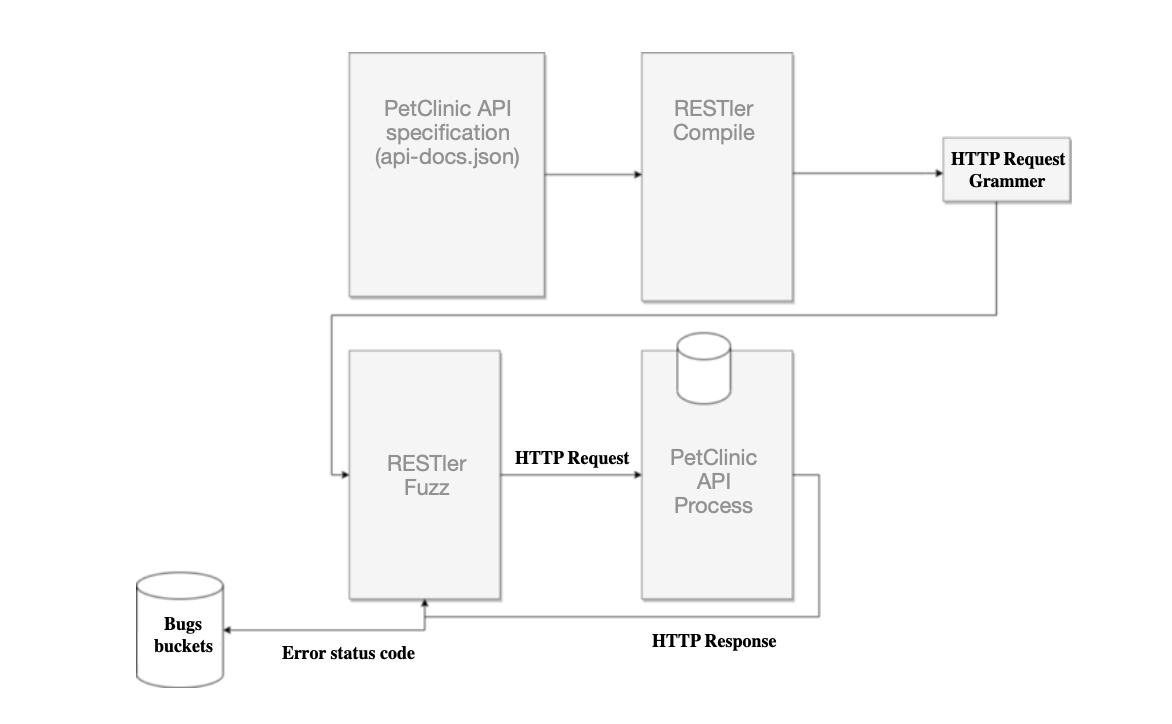 PetClinic API
specification
(api-docs.json)
RESTler
Compile
HTTP Request
Grammer
RESTler
Fuzz
HTTP Request
PetClinic
API
Process
Bugs
buckets
Error status code
HTTP Response